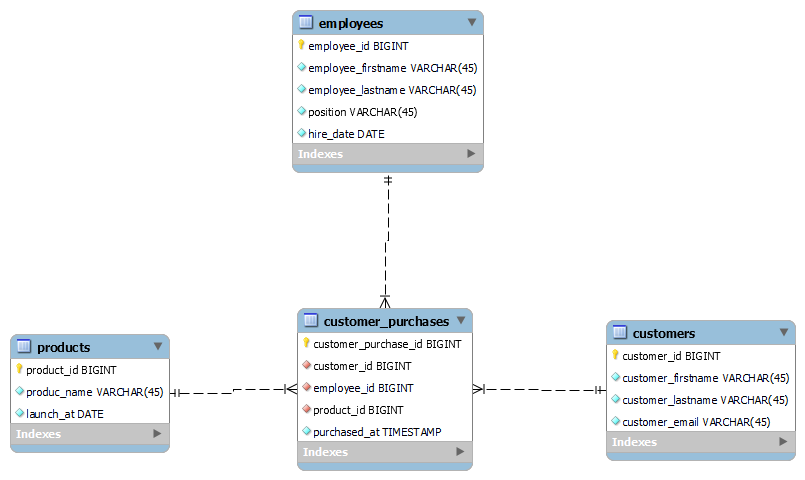 employees
employee_id BIGINT
employee_firstname VARCHAR(45)
employee_lastname VARCHAR(45)
position VARCHAR(45)
hire_date DATE
Indexes
products
product_id BIGINT
produc_name VARCHAR(45)
launch_at DATE
Indexes
customer_purchases
customer_purchase_id BIGINT
customer_id BIGINT
employee_id BIGINT
product_id BIGINT
purchased_at TIMESTAMP
Indexes
customers
customer_id BIGINT
customer_firstname VARCHAR(45)
customer_lastname VARCHAR(45)
customer_email VARCHAR(45)
Indexes